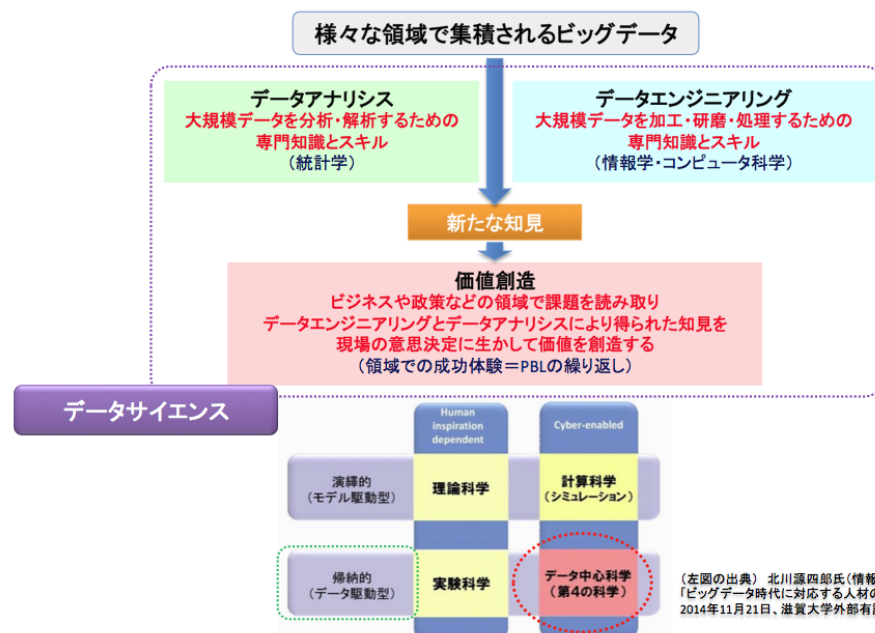 様々な領域で集積されるビッグデータ
データアナリシス
大規模データを分析・解析するための
専門知識とスキル
（統計学）
データエンジニアリング
大規模データを加工・研磨・処理するための
専門知識とスキル
（情報学・コンピュータ科学）
新たな知見
価値創造
ビジネスや政策などの領域で課題を読み取り
データエンジニアリングとデータアナリシスにより得られた知見を
現場の意思決定に生かして価値を創造する
（領域での成功体験＝PBLの繰り返し）
データサイエンス
Human
inspiration
dependent
Cyber-enabled
演繹的
（モデル駆動型）
理論科学
計算科学
（シミュレーション）
帰納的
（データ駆動型）
実験科学
データ中心科学
（第４の科学）
（左図の出典） 北川源四郎氏（情報
「ビッグデータ時代に対応する人材の
2014年11月21日、滋賀大学外部有